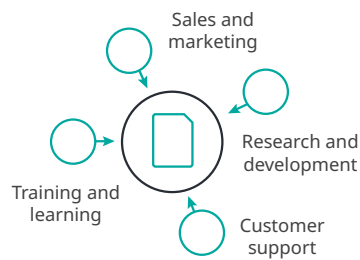 Sales and
marketing
Research and
development
Training and
learning
Customer
support